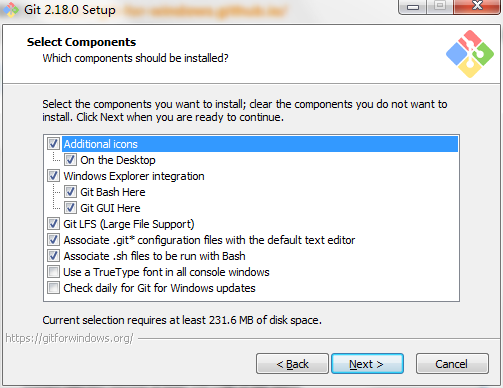 Git 2.18.0 Setup
Select Components
Which components should be installed?
Select the components you want to install; clear the components you do not want to
install. Click Next when you are ready to continue.
Additional icons
On the Desktop
Windows Explorer integration
Git Bash Here
Git GUI Here
Git LFS (Large File Support)
Associate .git* configuration files with the default text editor
Associate .sh files to be run with Bash
Use a TrueType font in all console windows
Check daily for Git for Windows updates
Current selection requires at least 231.6 MB of disk space.
https://gitforwindows.org/
< Back
Next >
Cancel